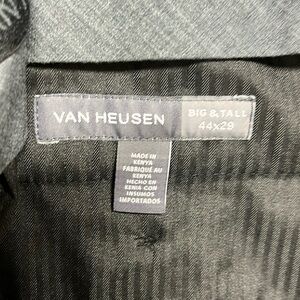 VAN HEUSEN
BIG & TALL
44x29
MADE IN
KENYA
FABRIQUÉ AU
KENYA
HECHO EN
KENIA CON
INSUMOS
IMPORTADOS